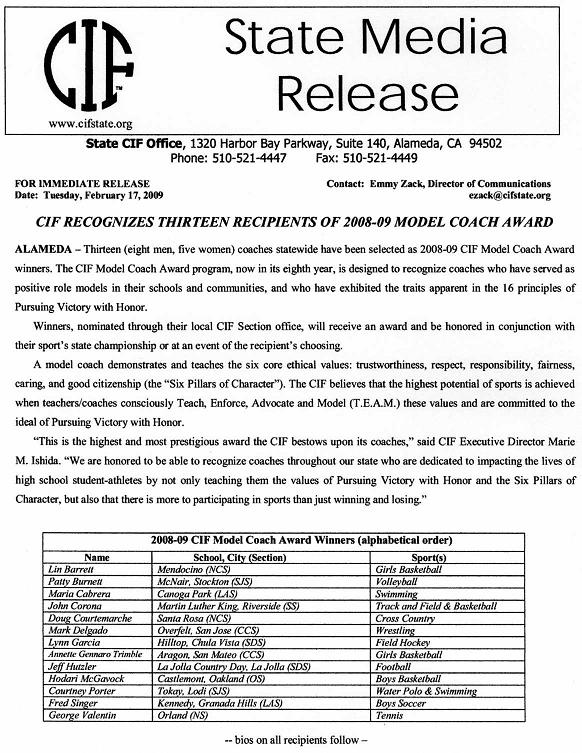 CIF™
State Media
Release
www.cifstate.org
State CIF Office, 1320 Harbor Bay Parkway, Suite 140, Alameda, CA 94502
Phone: 510-521-4447 Fax: 510-521-4449
FOR IMMEDIATE RELEASE Contact: Emmy Zack, Director of Communications
Date: Tuesday, February 17, 2009 ezack@cifstate.org
CIF RECOGNIZES THIRTEEN RECIPIENTS OF 2008-09 MODEL COACH AWARD
ALAMEDA – Thirteen (eight men, five women) coaches statewide have been selected as 2008-09 CIF Model Coach Award
winners. The CIF Model Coach Award program, now in its eighth year, is designed to recognize coaches who have served as
positive role models in their schools and communities, and who have exhibited the traits apparent in the 16 principles of
Pursuing Victory with Honor.
Winners, nominated through their local CIF Section office, will receive an award and be honored in conjunction with
their sport's state championship or at an event of the recipient's choosing.
A model coach demonstrates and teaches the six core ethical values: trustworthiness, respect, responsibility, fairness,
caring, and good citizenship (the “Six Pillars of Character”). The CIF believes that the highest potential of sports is achieved
when teachers/coaches consciously Teach, Enforce, Advocate and Model (T.E.A.M.) these values and are committed to the
ideal of Pursuing Victory with Honor.
“This is the highest and most prestigious award the CIF bestows upon its coaches,” said CIF Executive Director Marie
M. Ishida. “We are honored to be able to recognize coaches throughout our state who are dedicated to impacting the lives of
high school student-athletes by not only teaching them the values of Pursuing Victory with Honor and the Six Pillars of
Character, but also that there is more to participating in sports than just winning and losing.”
2008-09 CIF Model Coach Award Winners (alphabetical order)
Name School, City (Section) Sport(s)
Lin Barrett Mendocino (NCS) Girls Basketball
Patty Burnett McNair, Stockton (SJS) Volleyball
Maria Cabrera Canoga Park (LAS) Swimming
John Corona Martin Luther King, Riverside (SS) Track and Field & Basketball
Doug Courtemarche Santa Rosa (NCS) Cross Country
Mark Delgado Overfelt, San Jose (CCS) Wrestling
Lynn Garcia Hilltop, Chula Vista (SDS) Field Hockey
Annette Gennaro Trimble Aragon, San Mateo (CCS) Girls Basketball
Jeff Hutzler La Jolla Country Day, La Jolla (SDS) Football
Hodari McGavock Castlemont, Oakland (OS) Boys Basketball
Courtney Porter Tokay, Lodi (SJS) Water Polo & Swimming
Fred Singer Kennedy, Granada Hills (LAS) Boys Soccer
George Valentin Orland (NS) Tennis
-- bios on all recipients follow –